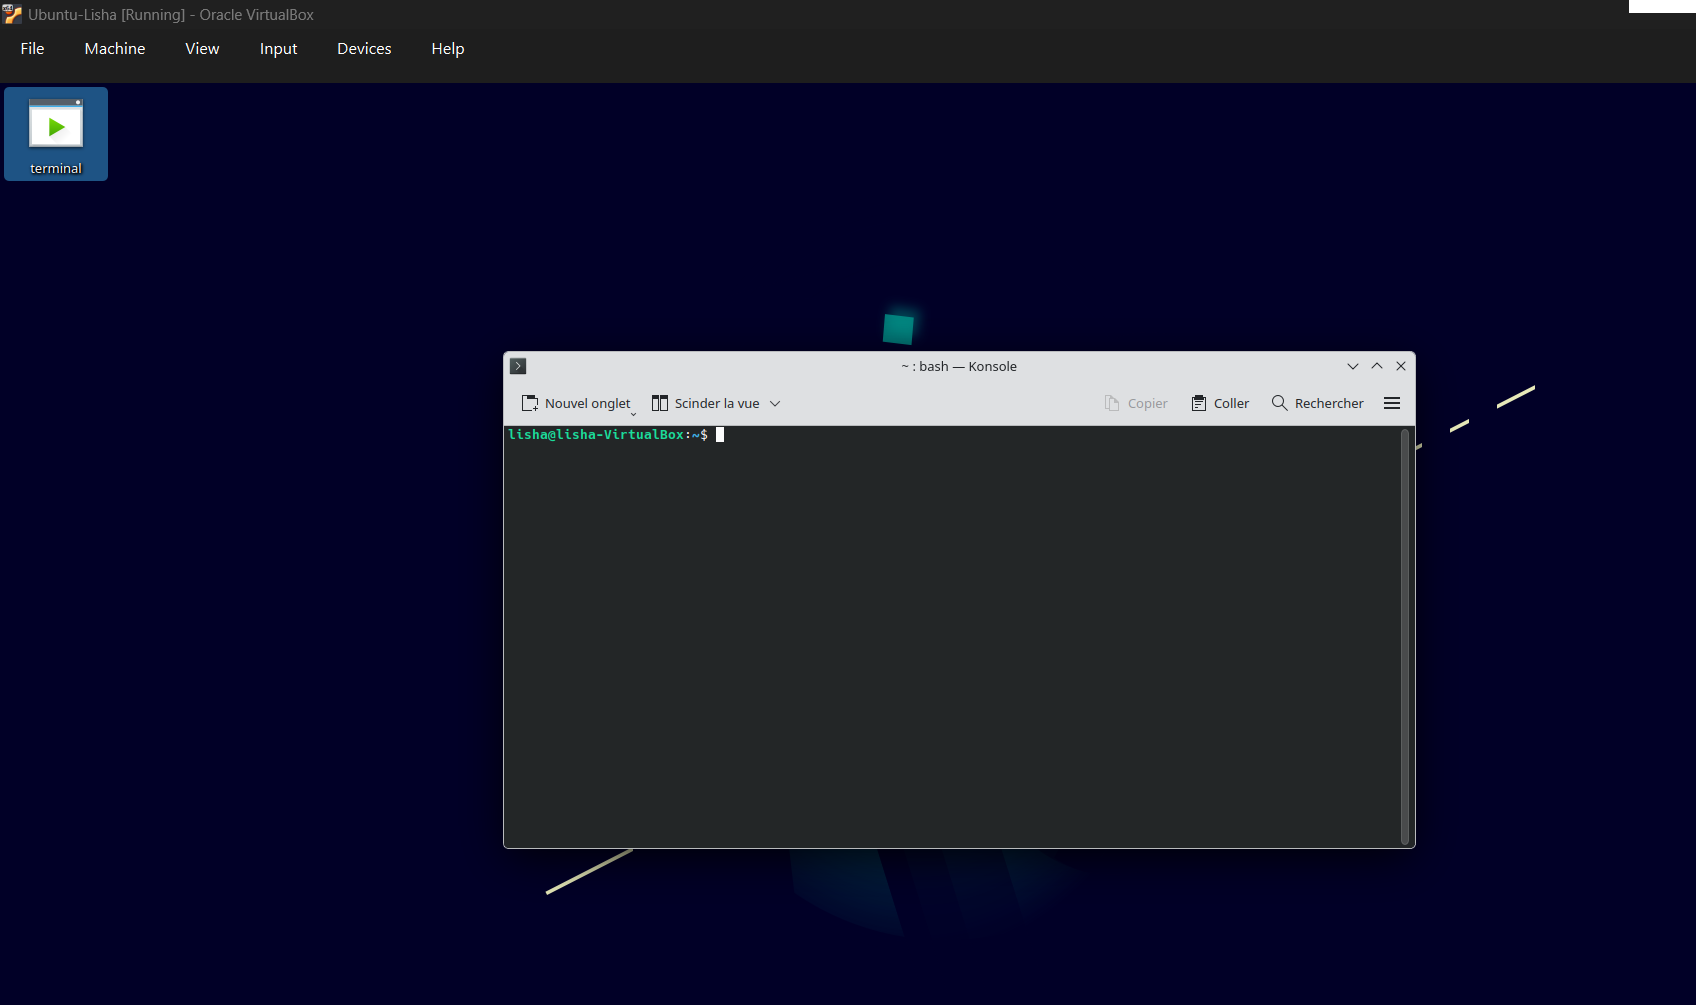 Ubuntu-Lisha [Running] - Oracle VirtualBox
File Machine View Input Devices Help
terminal
~ : bash — Konsole
Nouvel onglet Scinder la vue Copier Coller Rechercher
lisha@lisha-VirtualBox:~$